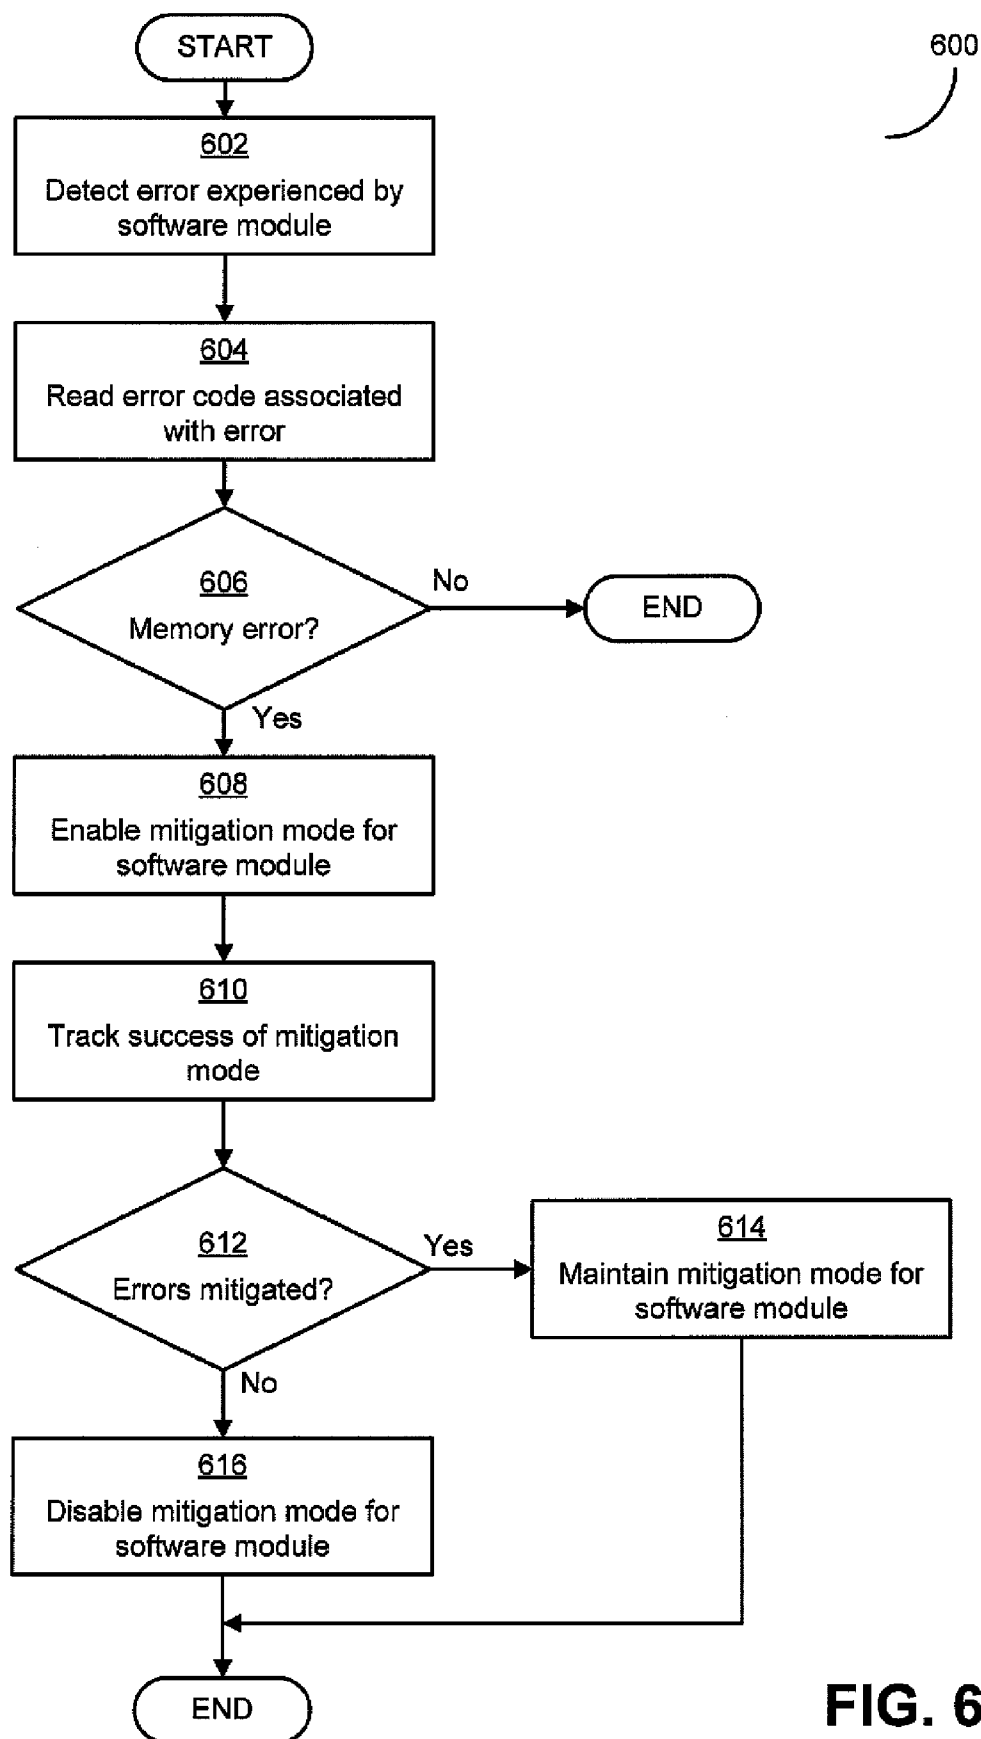 START
600
602
Detect error experienced by
software module
604
Read error code associated
with error
606
Memory error?
No
END
Yes
608
Enable mitigation mode for
software module
610
Track success of mitigation
mode
612
Errors mitigated?
Yes
614
Maintain mitigation mode for
software module
No
616
Disable mitigation mode for
software module
END
FIG. 6